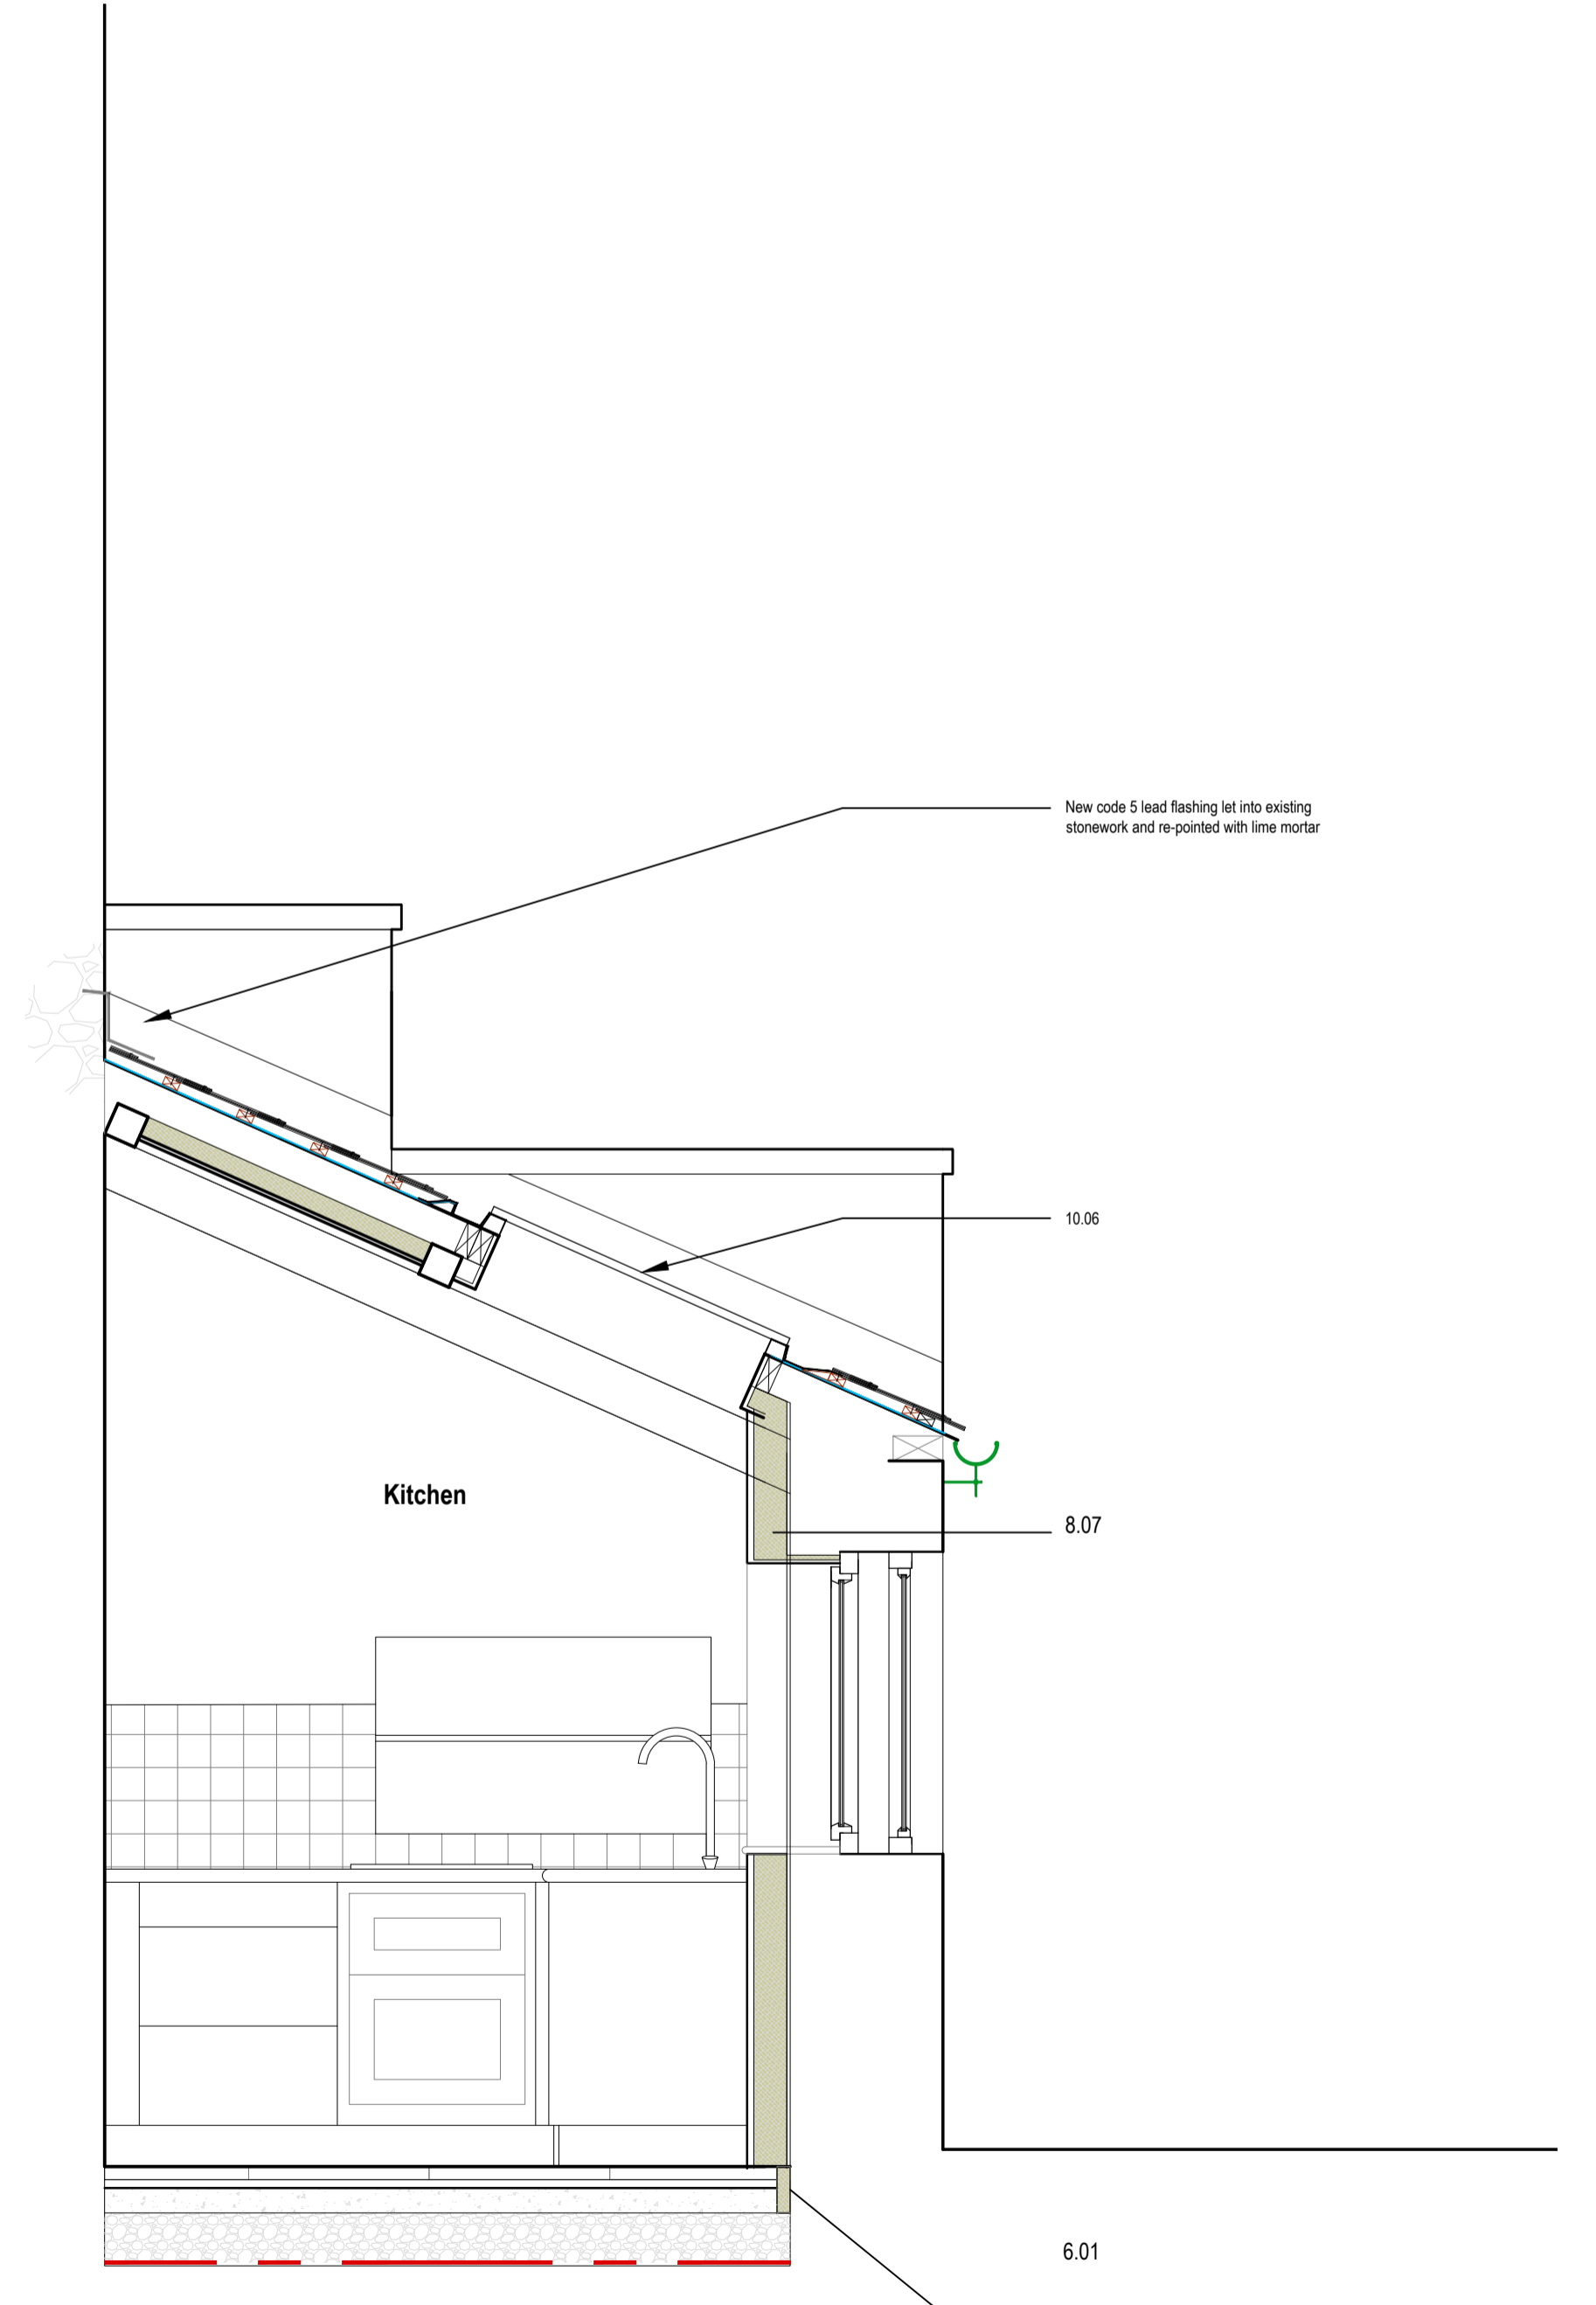 New code 5 lead flashing let into existing
stonework and re-pointed with lime mortar
10.06
Kitchen
8.07
6.01